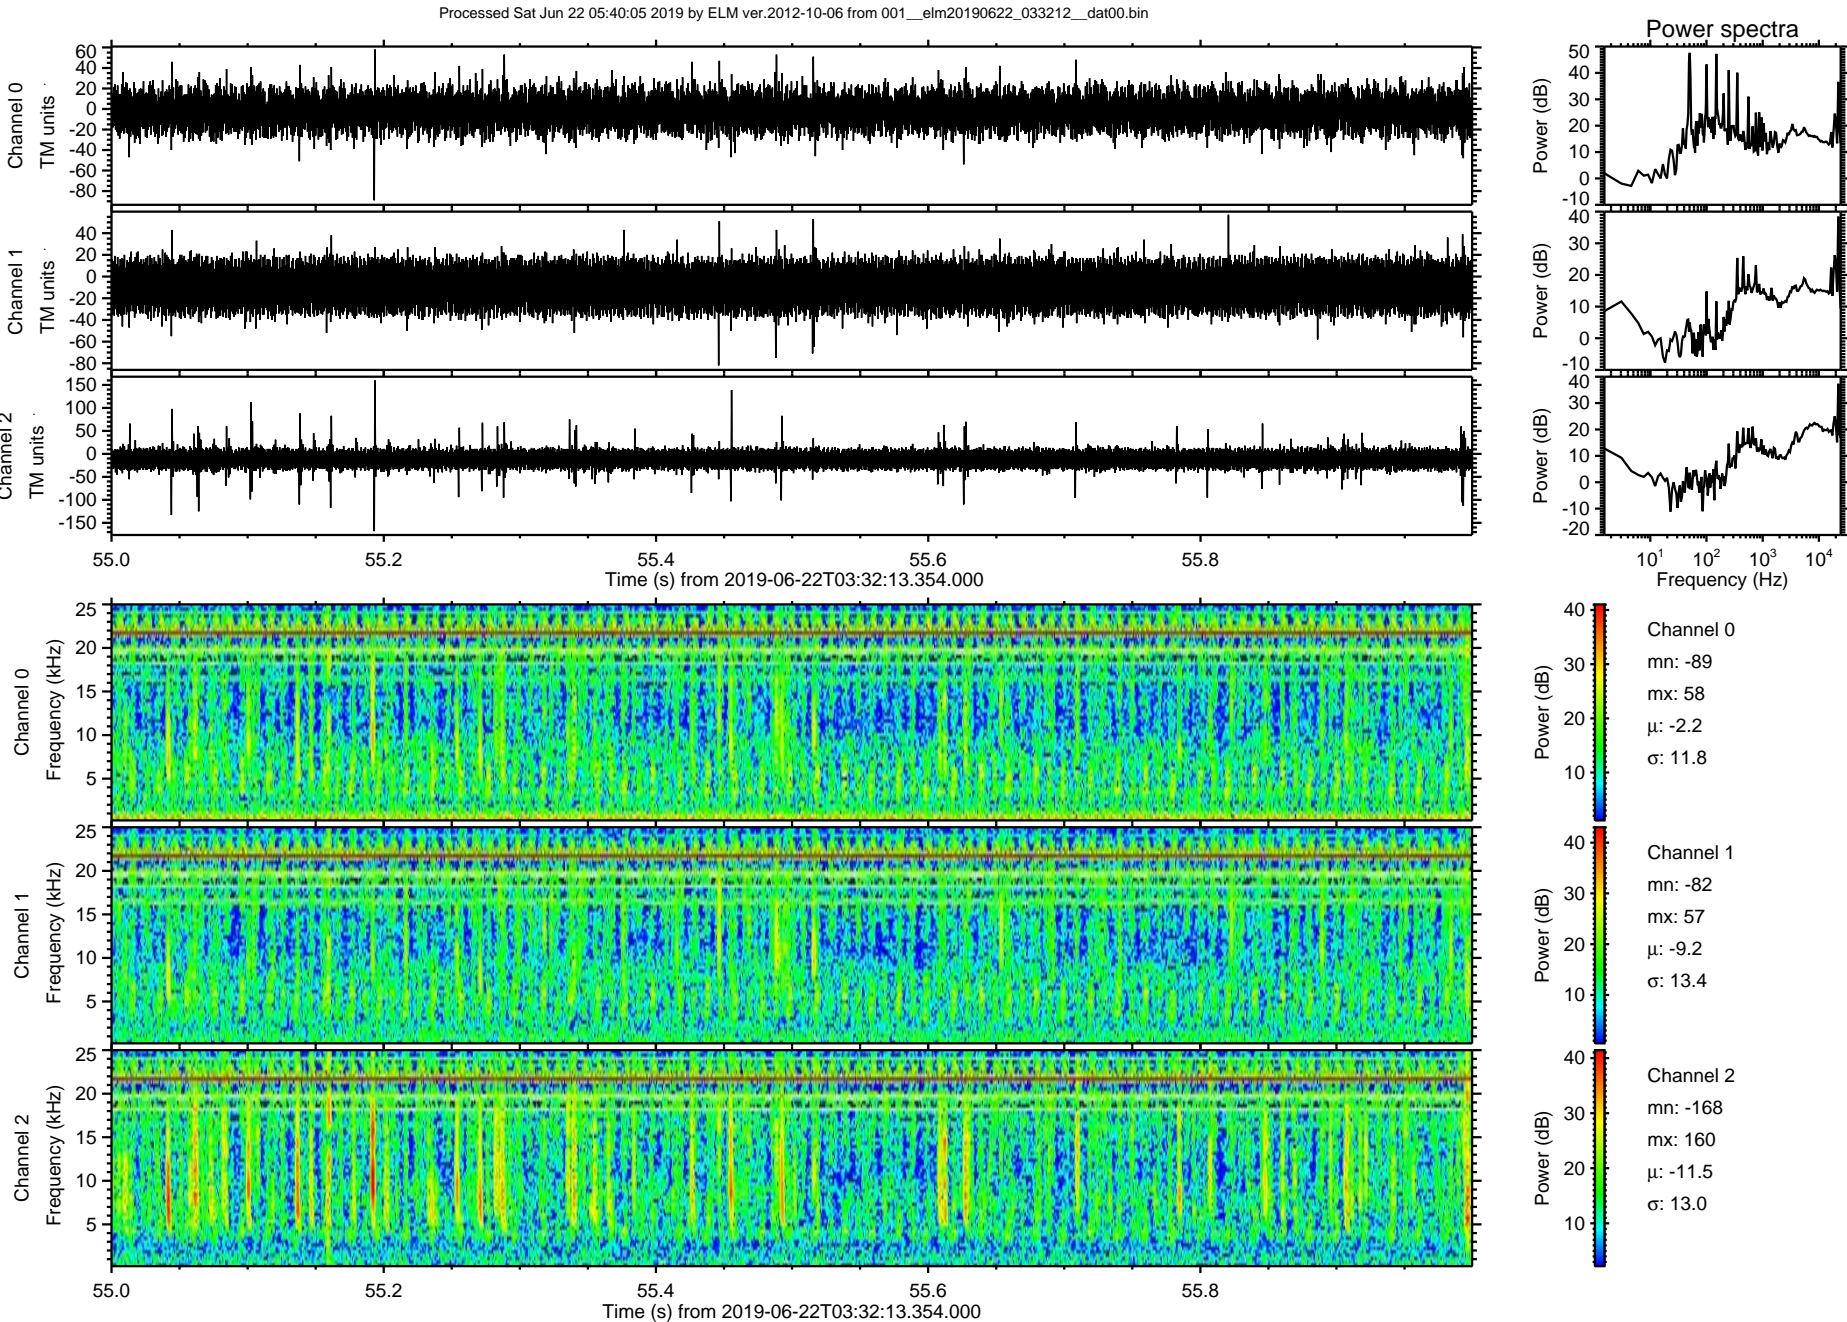 Processed Sat Jun 22 05:40:05 2019 by ELM ver.2012-10-06 from 001__elm20190622_033212__dat00.bin
Power spectra
Channel 0
TM units
60
40
20
0
-20
-40
-60
-80
Power (dB)
50
40
30
20
10
0
-10
Channel 1
TM units
40
20
0
-20
-40
-60
-80
Power (dB)
40
30
20
10
0
-10
Channel 2
TM units
150
100
50
0
-50
-100
-150
Power (dB)
40
30
20
10
0
-10
-20
55.0 55.2 55.4 55.6 55.8
Time (s) from 2019-06-22T03:32:13.354.000
10¹ 10² 10³ 10⁴
Frequency (Hz)
Channel 0
Frequency (kHz)
25
20
15
10
5
Power (dB)
40
30
20
10
Channel 0
mn: -89
mx: 58
µ: -2.2
σ: 11.8
Channel 1
Frequency (kHz)
25
20
15
10
5
Power (dB)
40
30
20
10
Channel 1
mn: -82
mx: 57
µ: -9.2
σ: 13.4
Channel 2
Frequency (kHz)
25
20
15
10
5
Power (dB)
40
30
20
10
Channel 2
mn: -168
mx: 160
µ: -11.5
σ: 13.0
55.0 55.2 55.4 55.6 55.8
Time (s) from 2019-06-22T03:32:13.354.000